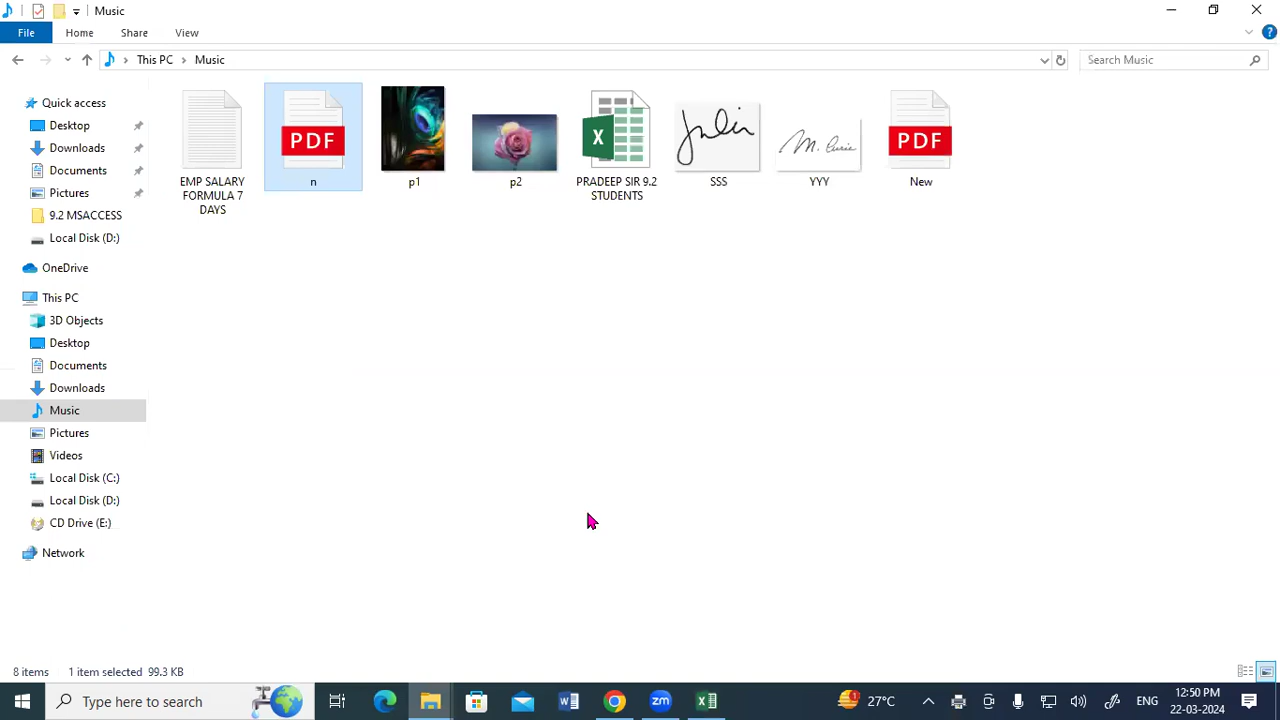 Music
File
Home
Share
View
This PC
Music
Search Music
Quick access
Desktop
Downloads
Documents
Pictures
9.2 MSACCESS
Local Disk (D:)
OneDrive
This PC
3D Objects
Desktop
Documents
Downloads
Music
Pictures
Videos
Local Disk (C:)
Local Disk (D:)
CD Drive (E:)
Network
PDF
X
Julii
M. Curie
PDF
EMP SALARY
FORMULA 7
DAYS
n
p1
p2
PRADEEP SIR 9.2
STUDENTS
SSS
YYY
New
8 items
1 item selected 99.3 KB
Type here to search
W
zm
X
1
27°C
ENG
12:50 PM
22-03-2024